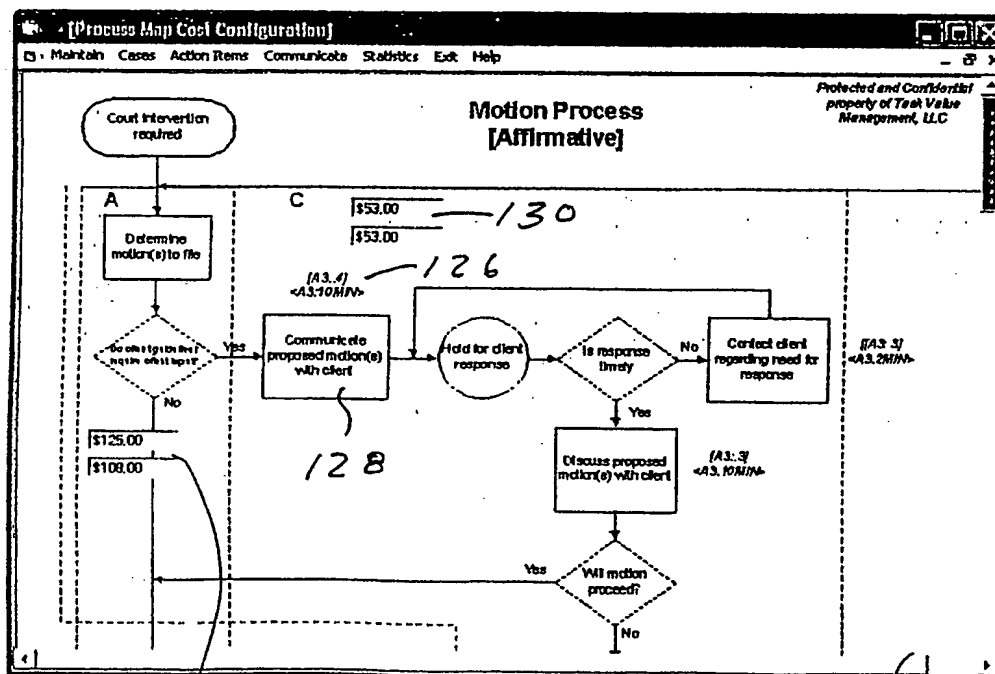 [Process Map Cost Configuration]
Maintain Cases Action Items Communicate Statistics Exit Help
Protected and Confidential
property of Task Value
Management, LLC
Motion Process
[Affirmative]
Court Intervention
required
A
C
$53.00
130
$53.00
Determine
motion(s) to file
[A3..4]
<A3:10MIN>
126
Yes
Communicate
proposed motion(s)
with client
Hold for client
response
Is
response
timely
No
Contact client
regarding need for
response
[[A3: 3]
<A3.2MIN>
No
Yes
$125.00
$108.00
128
Discuss proposed
motion(s) with client
[A3:.3]
<A3.10MIN>
Yes
Will motion
proceed?
No